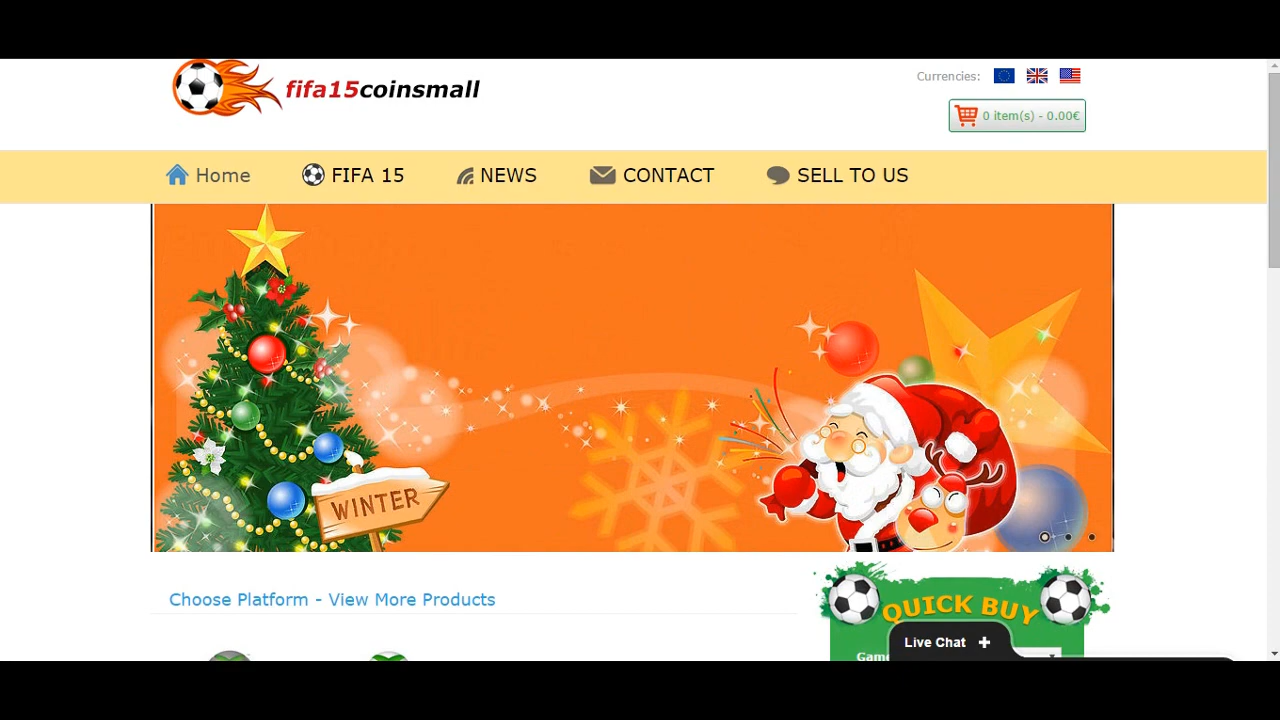 fifa15coinsmall
Currencies:
0 item(s) - 0.00€
Home
FIFA 15
NEWS
CONTACT
SELL TO US
WINTER
Choose Platform - View More Products
QUICK BUY
Live Chat
Game